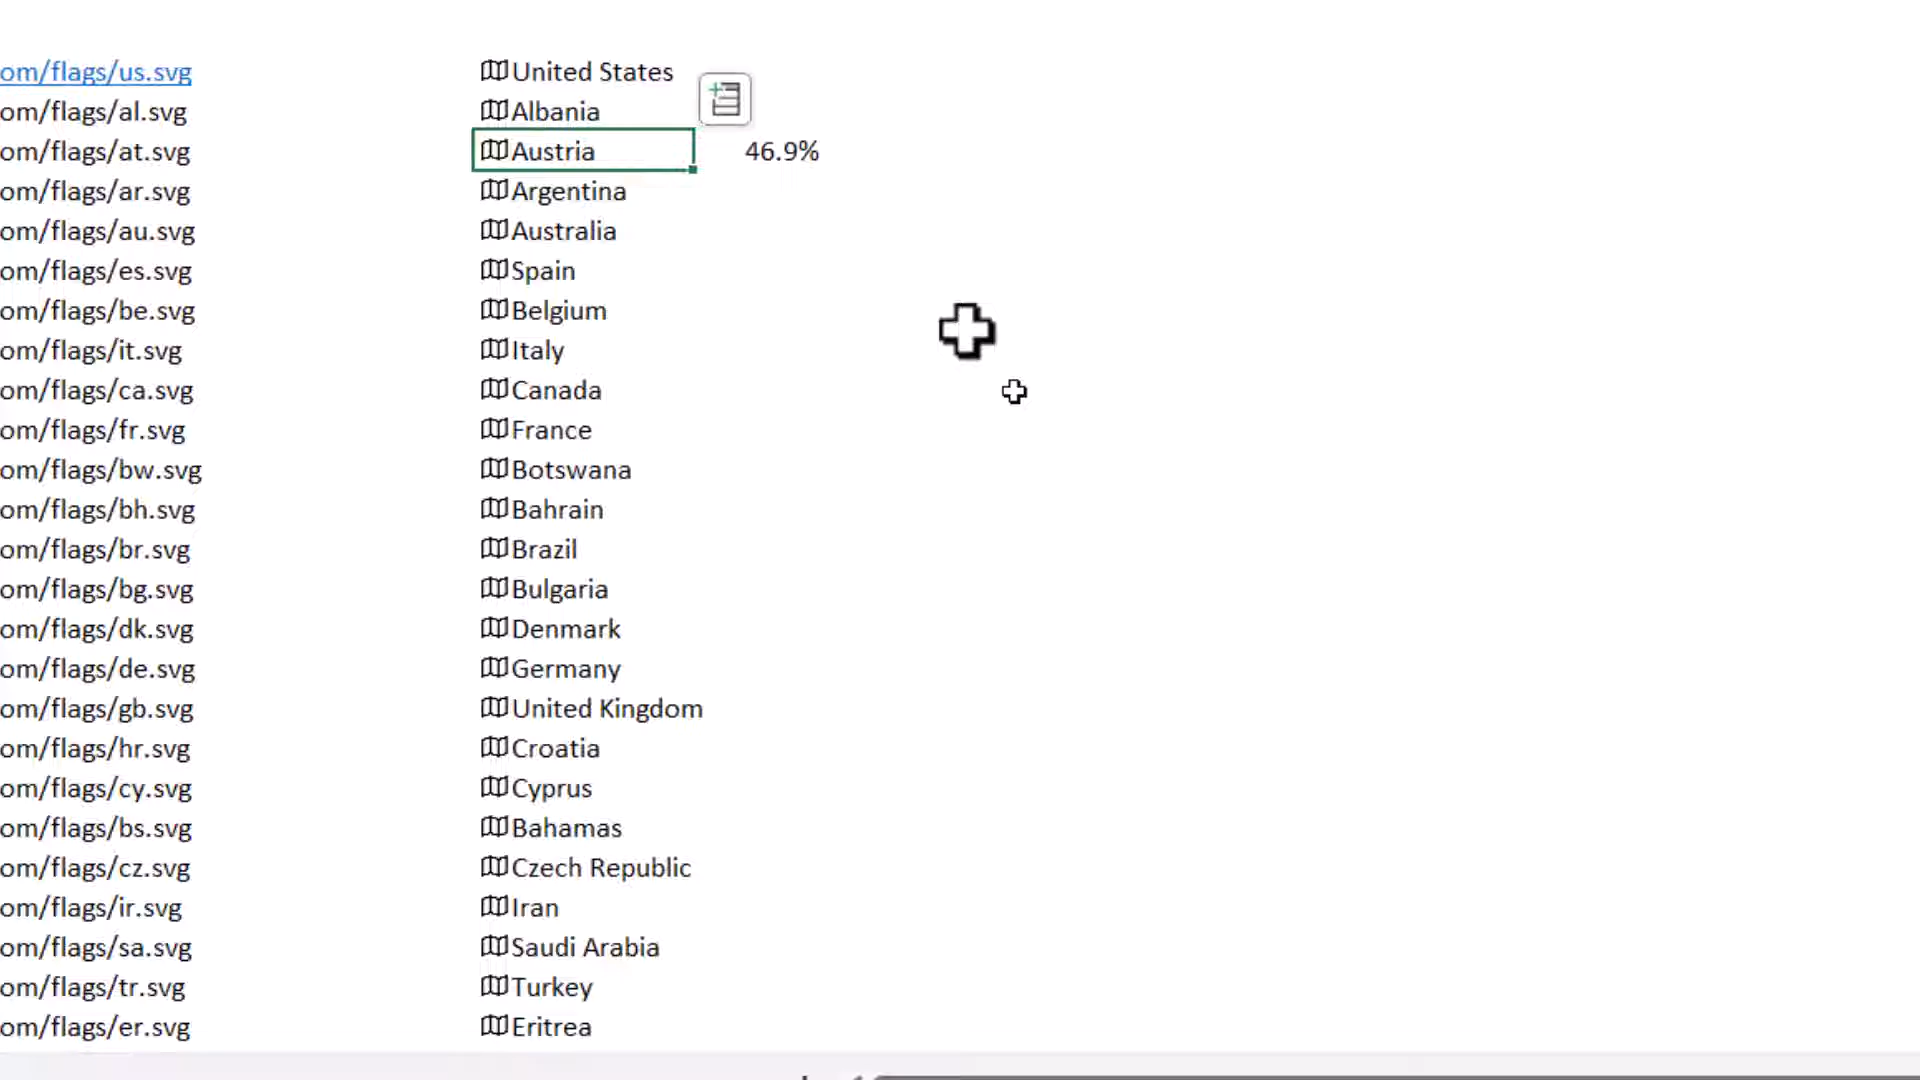 om/flags/us.svg United States
om/flags/al.svg Albania
om/flags/at.svg Austria 46.9%
om/flags/ar.svg Argentina
om/flags/au.svg Australia
om/flags/es.svg Spain
om/flags/be.svg Belgium
om/flags/it.svg Italy
om/flags/ca.svg Canada
om/flags/fr.svg France
om/flags/bw.svg Botswana
om/flags/bh.svg Bahrain
om/flags/br.svg Brazil
om/flags/bg.svg Bulgaria
om/flags/dk.svg Denmark
om/flags/de.svg Germany
om/flags/gb.svg United Kingdom
om/flags/hr.svg Croatia
om/flags/cy.svg Cyprus
om/flags/bs.svg Bahamas
om/flags/cz.svg Czech Republic
om/flags/ir.svg Iran
om/flags/sa.svg Saudi Arabia
om/flags/tr.svg Turkey
om/flags/er.svg Eritrea